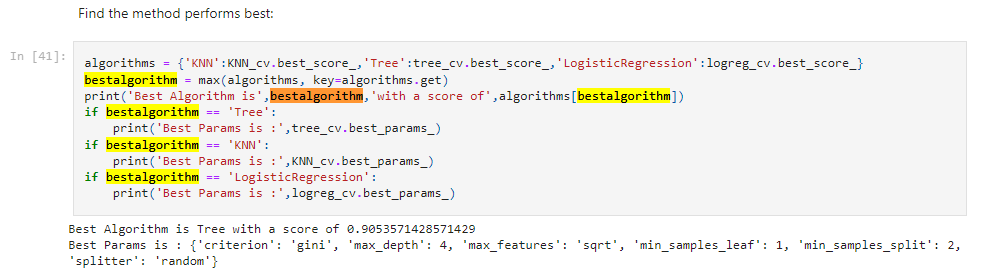 Find the method performs best:
In [41]:
algorithms = {'KNN':KNN_cv.best_score_,'Tree':tree_cv.best_score_,'LogisticRegression':logreg_cv.best_score_}
bestalgorithm = max(algorithms, key=algorithms.get)
print('Best Algorithm is',bestalgorithm,'with a score of',algorithms[bestalgorithm])
if bestalgorithm == 'Tree':
    print('Best Params is :',tree_cv.best_params_)
if bestalgorithm == 'KNN':
    print('Best Params is :',KNN_cv.best_params_)
if bestalgorithm == 'LogisticRegression':
    print('Best Params is :',logreg_cv.best_params_)
Best Algorithm is Tree with a score of 0.9053571428571429
Best Params is : {'criterion': 'gini', 'max_depth': 4, 'max_features': 'sqrt', 'min_samples_leaf': 1, 'min_samples_split': 2,
'splitter': 'random'}